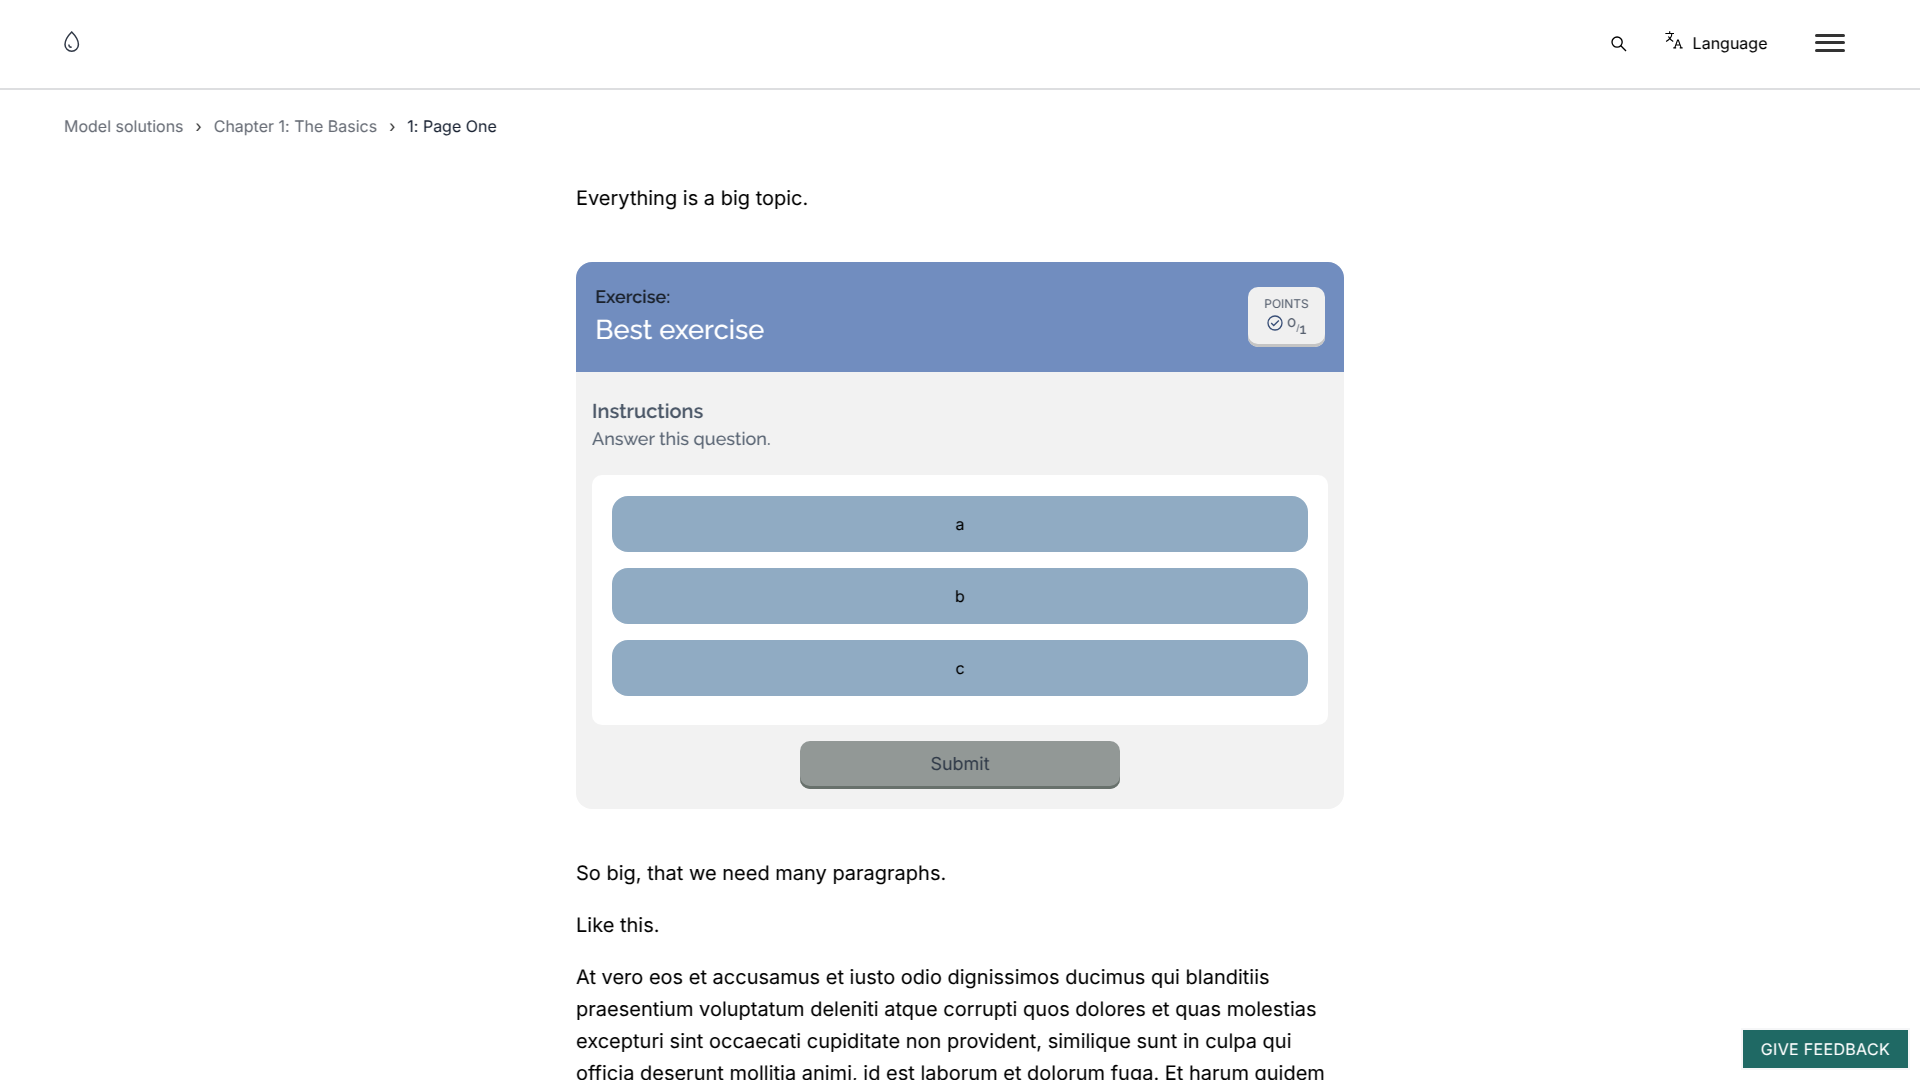 Language
Model solutions › Chapter 1: The Basics › 1: Page One
Everything is a big topic.
Exercise:
Best exercise
POINTS
0/1
Instructions
Answer this question.
a
b
c
Submit
So big, that we need many paragraphs.
Like this.
At vero eos et accusamus et iusto odio dignissimos ducimus qui blanditiis
praesentium voluptatum deleniti atque corrupti quos dolores et quas molestias
excepturi sint occaecati cupiditate non provident, similique sunt in culpa qui
officia deserunt mollitia animi, id est laborum et dolorum fuga. Et harum quidem
GIVE FEEDBACK